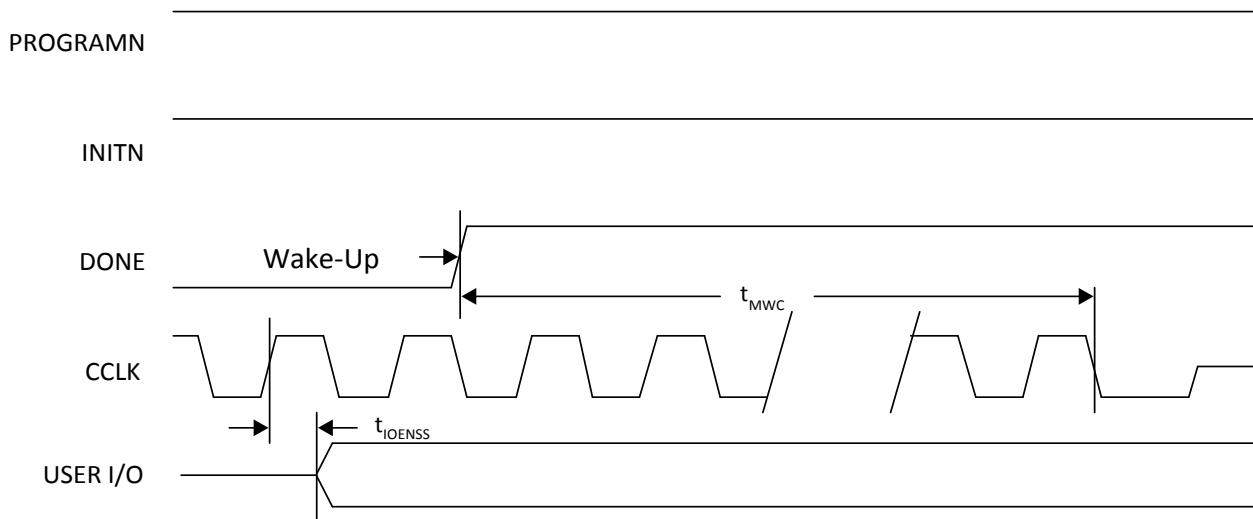 PROGRAMN
INITN
DONE
Wake-Up
tMWC
CCLK
tIOENSS
USER I/O